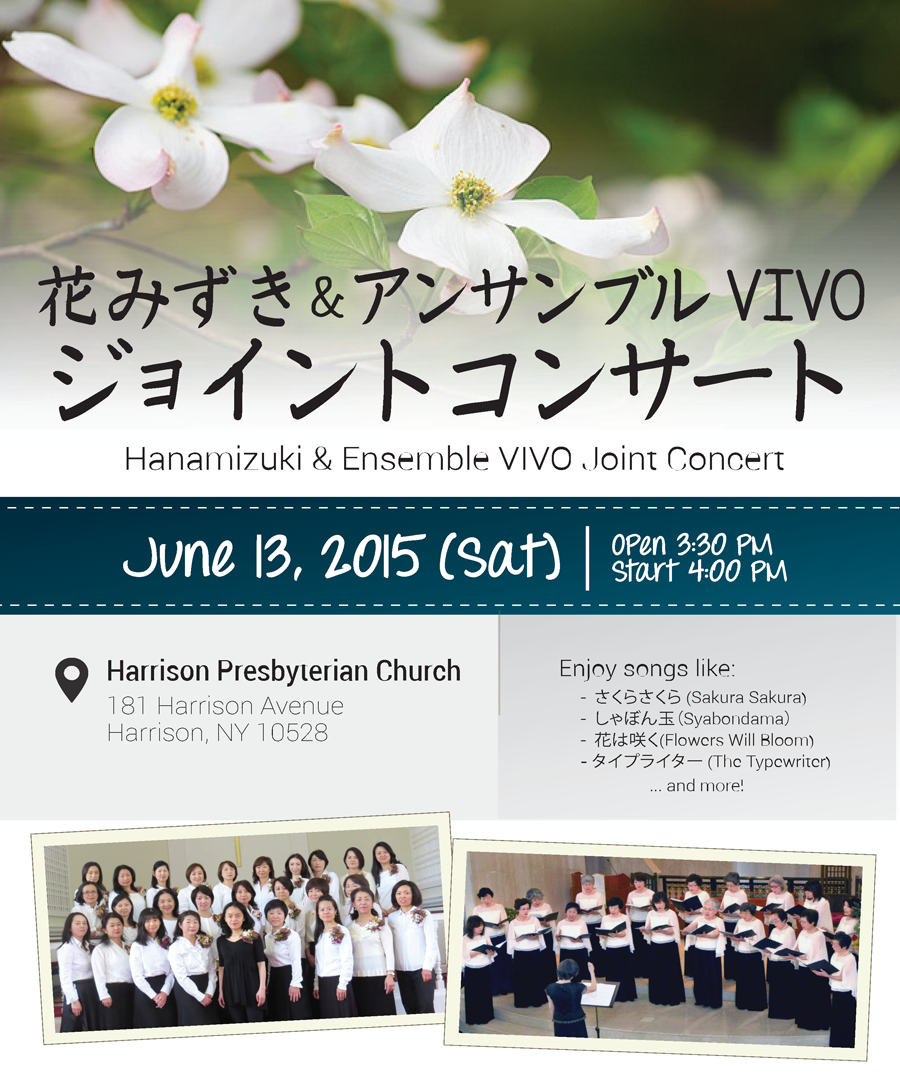 花みずき&アンサンブル VIVO
ジョイントコンサート
Hanamizuki & Ensemble VIVO Joint Concert
June 13, 2015 (Sat)
Open 3:30 PM
Start 4:00 PM
Harrison Presbyterian Church
181 Harrison Avenue
Harrison, NY 10528
Enjoy songs like:
- さくらさくら (Sakura Sakura)
- しゃぼん玉 (Syabondama)
- 花は咲く(Flowers Will Bloom)
- タイプライター (The Typewriter)
... and more!